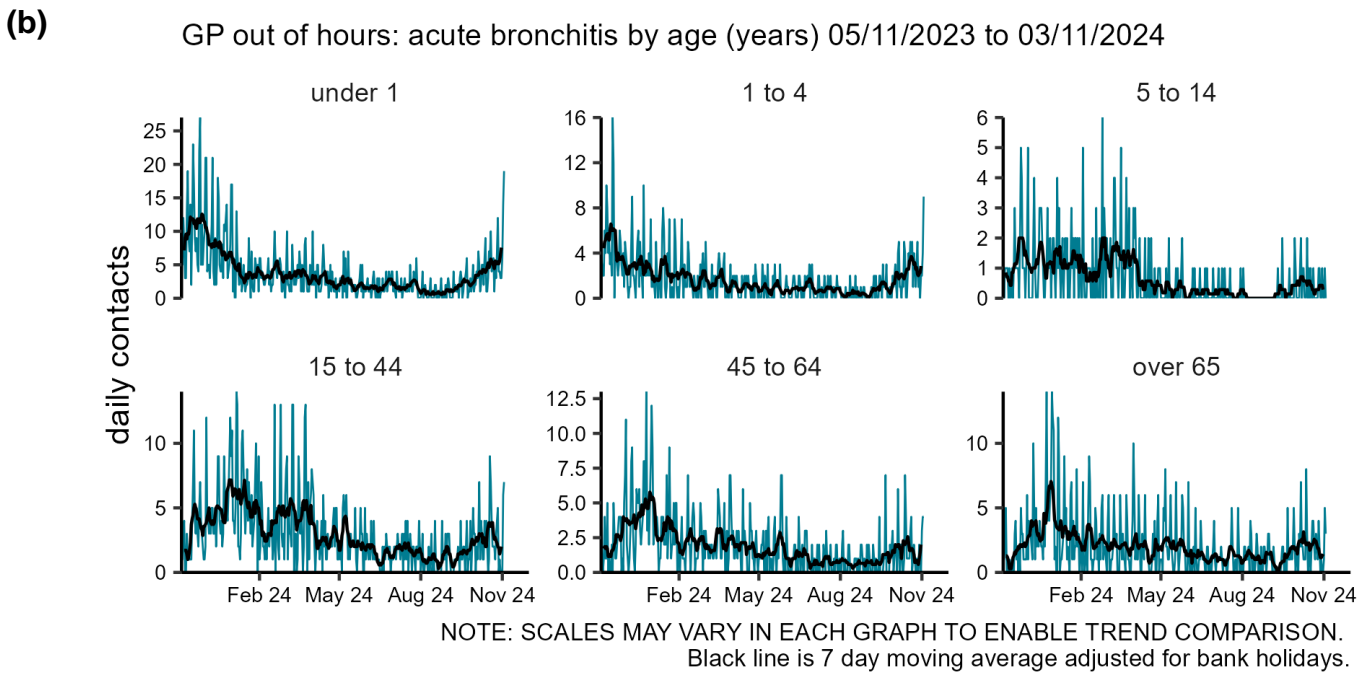 (b)
GP out of hours: acute bronchitis by age (years) 05/11/2023 to 03/11/2024
daily contacts
under 1
25
20
15
10
5
0
1 to 4
16
12
8
4
0
5 to 14
6
5
4
3
2
1
0
15 to 44
10
5
0
Feb 24 May 24 Aug 24 Nov 24
45 to 64
12.5
10.0
7.5
5.0
2.5
0.0
Feb 24 May 24 Aug 24 Nov 24
over 65
10
5
0
Feb 24 May 24 Aug 24 Nov 24
NOTE: SCALES MAY VARY IN EACH GRAPH TO ENABLE TREND COMPARISON.
Black line is 7 day moving average adjusted for bank holidays.